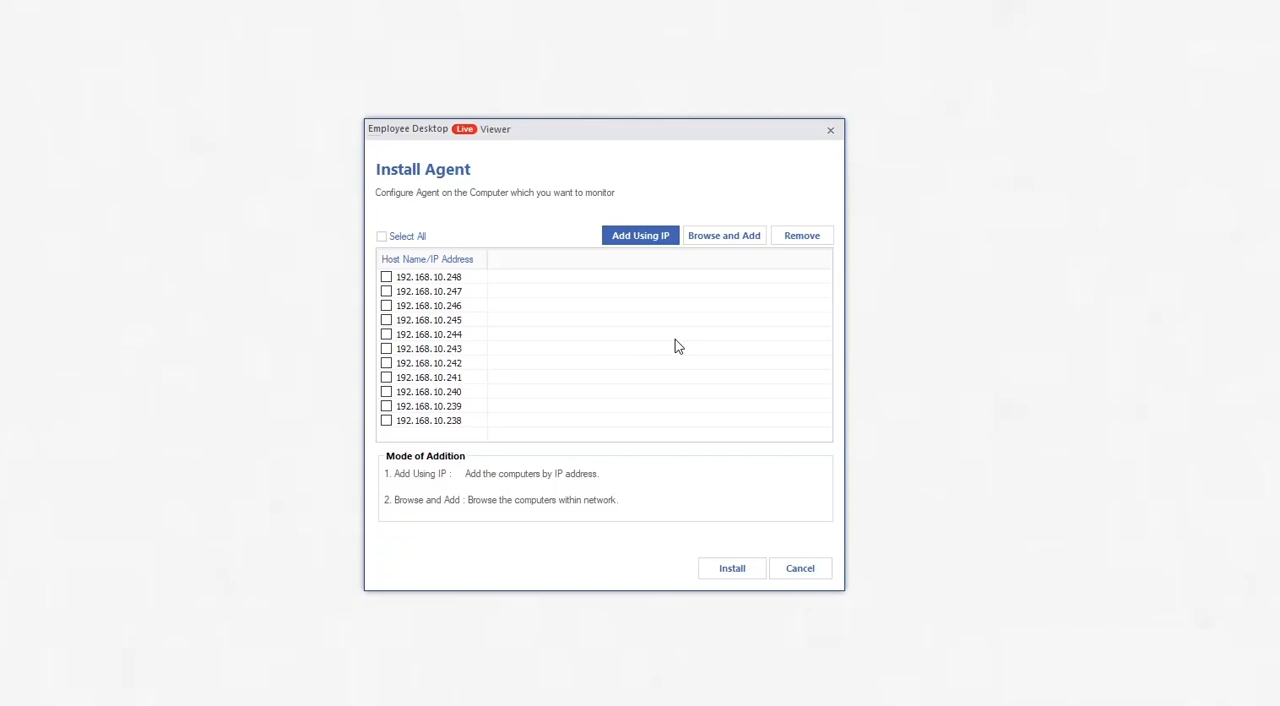 Employee Desktop Live Viewer
Install Agent
Configure Agent on the Computer which you want to monitor
Select All
Add Using IP
Browse and Add
Remove
Host Name/IP Address
192.168.10.248
192.168.10.247
192.168.10.246
192.168.10.245
192.168.10.244
192.168.10.243
192.168.10.242
192.168.10.241
192.168.10.240
192.168.10.239
192.168.10.238
Mode of Addition
1. Add Using IP : Add the computers by IP address.
2. Browse and Add : Browse the computers within network.
Install
Cancel